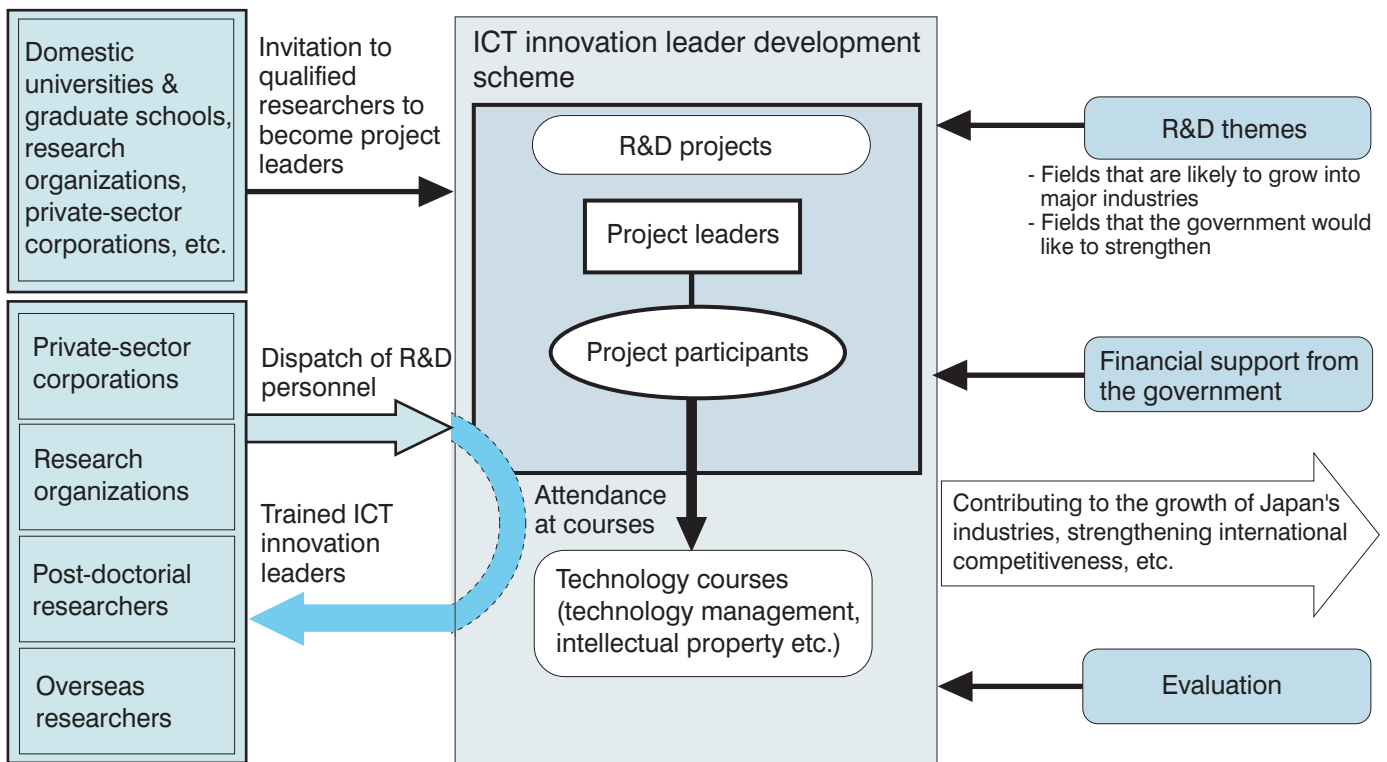 Domestic
universities &
graduate schools,
research
organizations,
private-sector
corporations, etc.
Invitation to
qualified
researchers to
become project
leaders
Private-sector
corporations
Research
organizations
Post-doctorial
researchers
Overseas
researchers
Dispatch of R&D
personnel
Trained ICT
innovation
leaders
ICT innovation leader development
scheme
R&D projects
Project leaders
Project participants
Attendance
at courses
Technology courses
(technology management,
intellectual property etc.)
R&D themes
- Fields that are likely to grow into
major industries
- Fields that the government would
like to strengthen
Financial support from
the government
Contributing to the growth of Japan's
industries, strengthening international
competitiveness, etc.
Evaluation